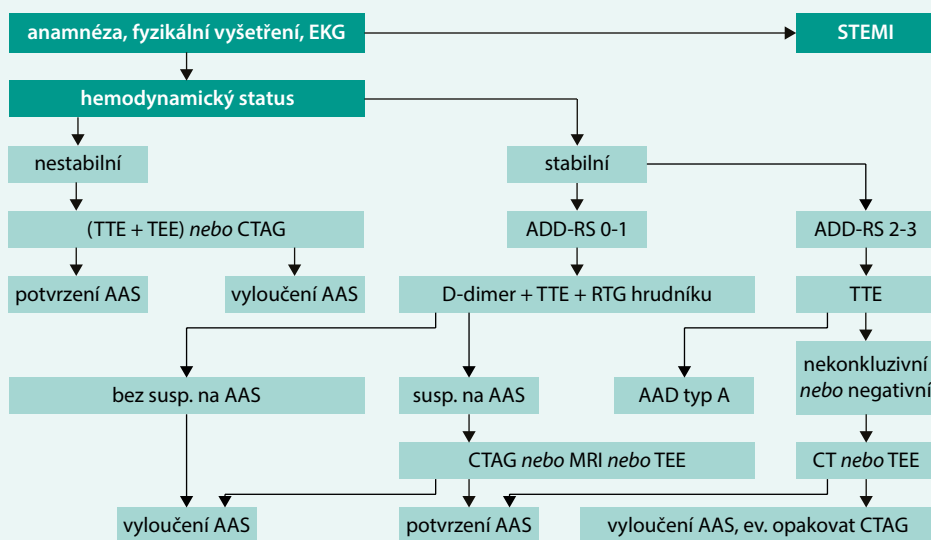 anamnéza, fyzikální vyšetření, EKG
STEMI
hemodynamický status
nestabilní
stabilní
(TTE + TEE) nebo CTAG
ADD-RS 0-1
ADD-RS 2-3
potvrzení AAS
vyloučení AAS
D-dimer + TTE + RTG hrudníku
TTE
bez susp. na AAS
susp. na AAS
AAD typ A
nekonkluzivní
nebo negativní
CTAG nebo MRI nebo TEE
CT nebo TEE
vyloučení AAS
potvrzení AAS
vyloučení AAS, ev. opakovat CTAG